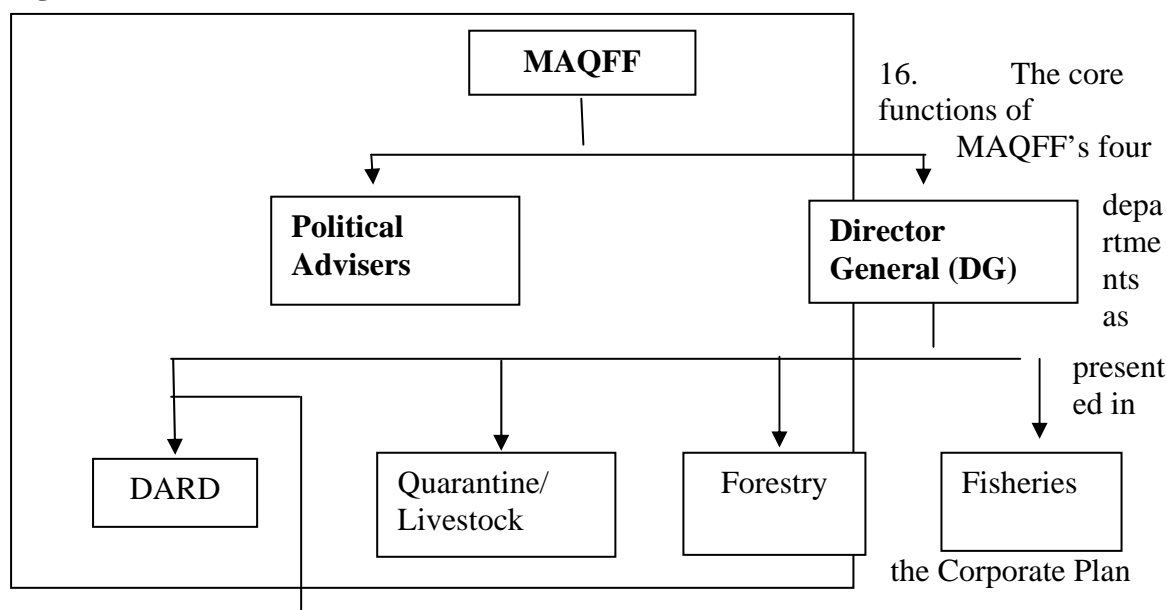 MAQFF
16. The core
functions of
MAQFF’s four
Political
Advisers
Director
General (DG)
depa
rtme
nts
as
present
ed in
DARD
Quarantine/
Livestock
Forestry
Fisheries
the Corporate Plan